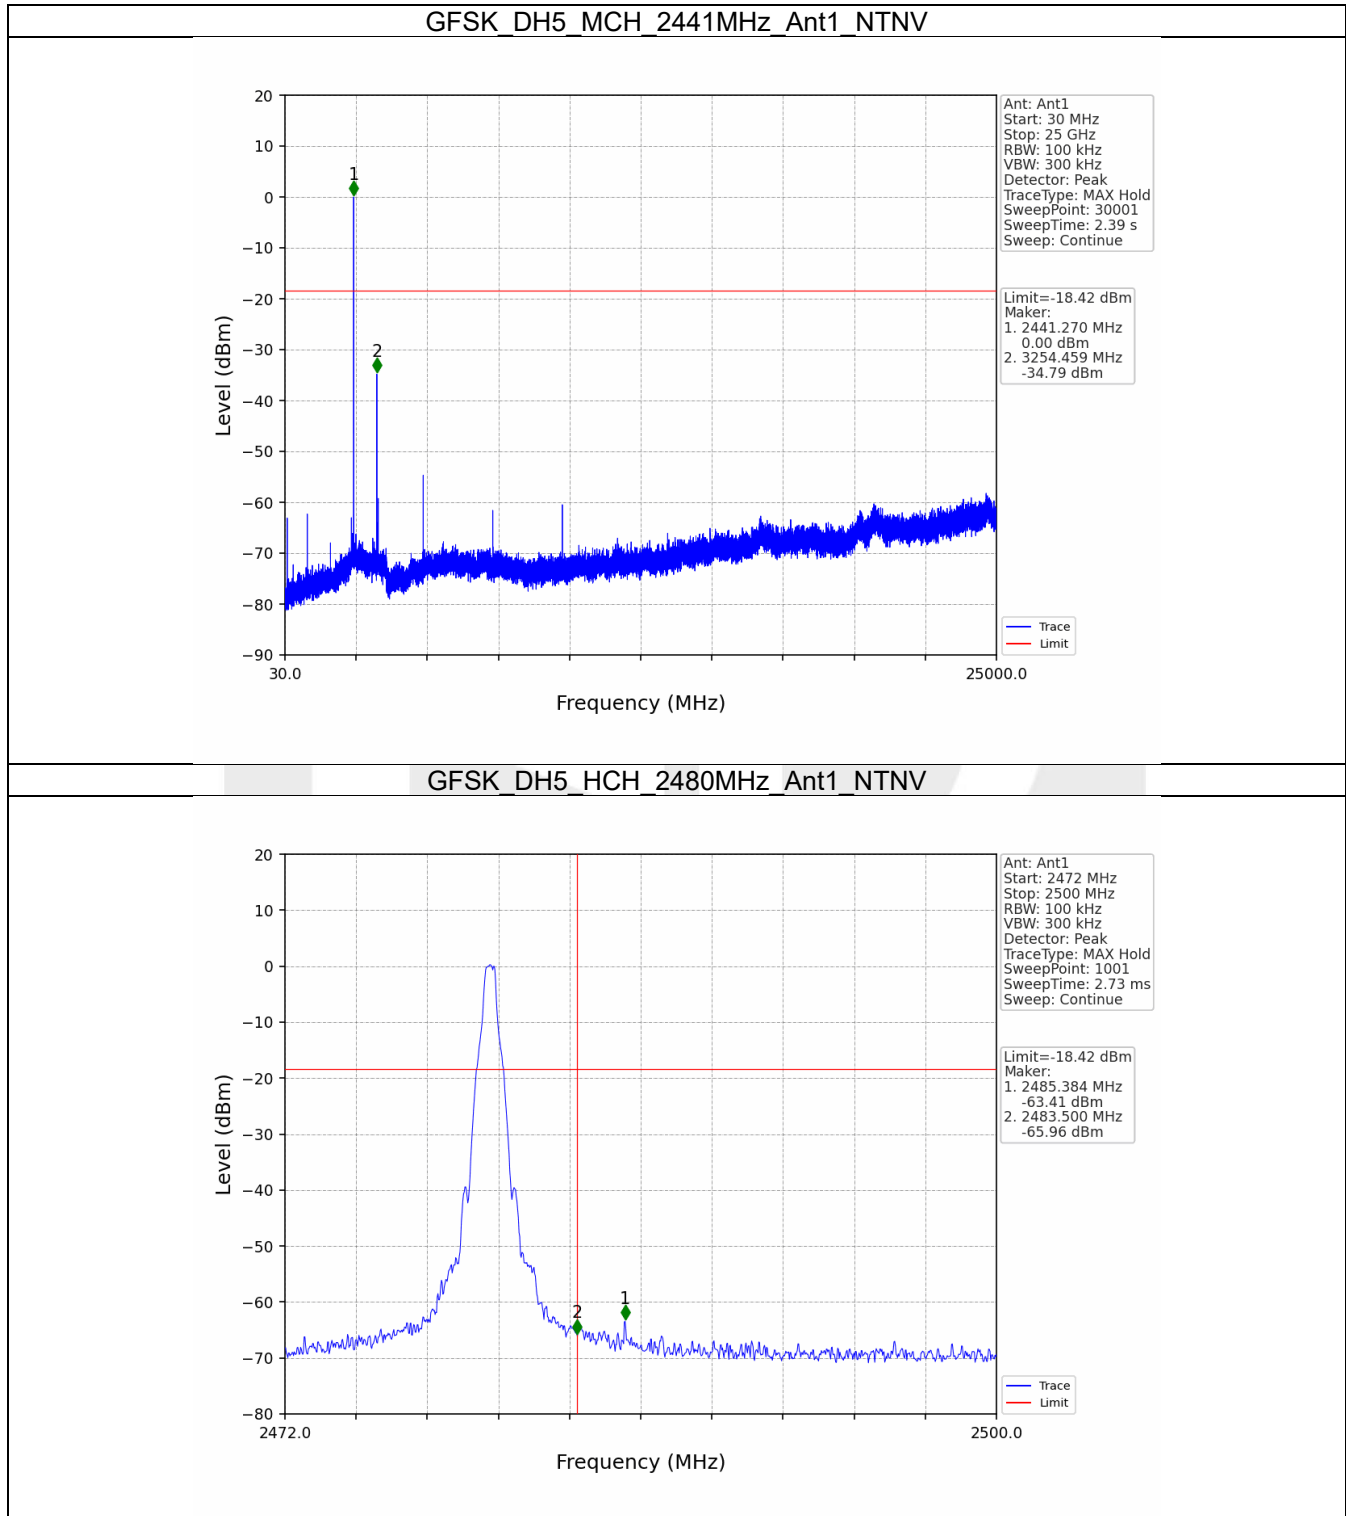 GFSK_DH5_MCH_2441MHz_Ant1_NTNV
20
10
0
−10
−20
−30
−40
−50
−60
−70
−80
−90
Level (dBm)
1
2
30.0
25000.0
Frequency (MHz)
Ant: Ant1
Start: 30 MHz
Stop: 25 GHz
RBW: 100 kHz
VBW: 300 kHz
Detector: Peak
TraceType: MAX Hold
SweepPoint: 30001
SweepTime: 2.39 s
Sweep: Continue
Limit=-18.42 dBm
Maker:
1. 2441.270 MHz
0.00 dBm
2. 3254.459 MHz
-34.79 dBm
Trace
Limit
GFSK_DH5_HCH_2480MHz_Ant1_NTNV
20
10
0
−10
−20
−30
−40
−50
−60
−70
−80
Level (dBm)
2
1
2472.0
2500.0
Frequency (MHz)
Ant: Ant1
Start: 2472 MHz
Stop: 2500 MHz
RBW: 100 kHz
VBW: 300 kHz
Detector: Peak
TraceType: MAX Hold
SweepPoint: 1001
SweepTime: 2.73 ms
Sweep: Continue
Limit=-18.42 dBm
Maker:
1. 2485.384 MHz
-63.41 dBm
2. 2483.500 MHz
-65.96 dBm
Trace
Limit